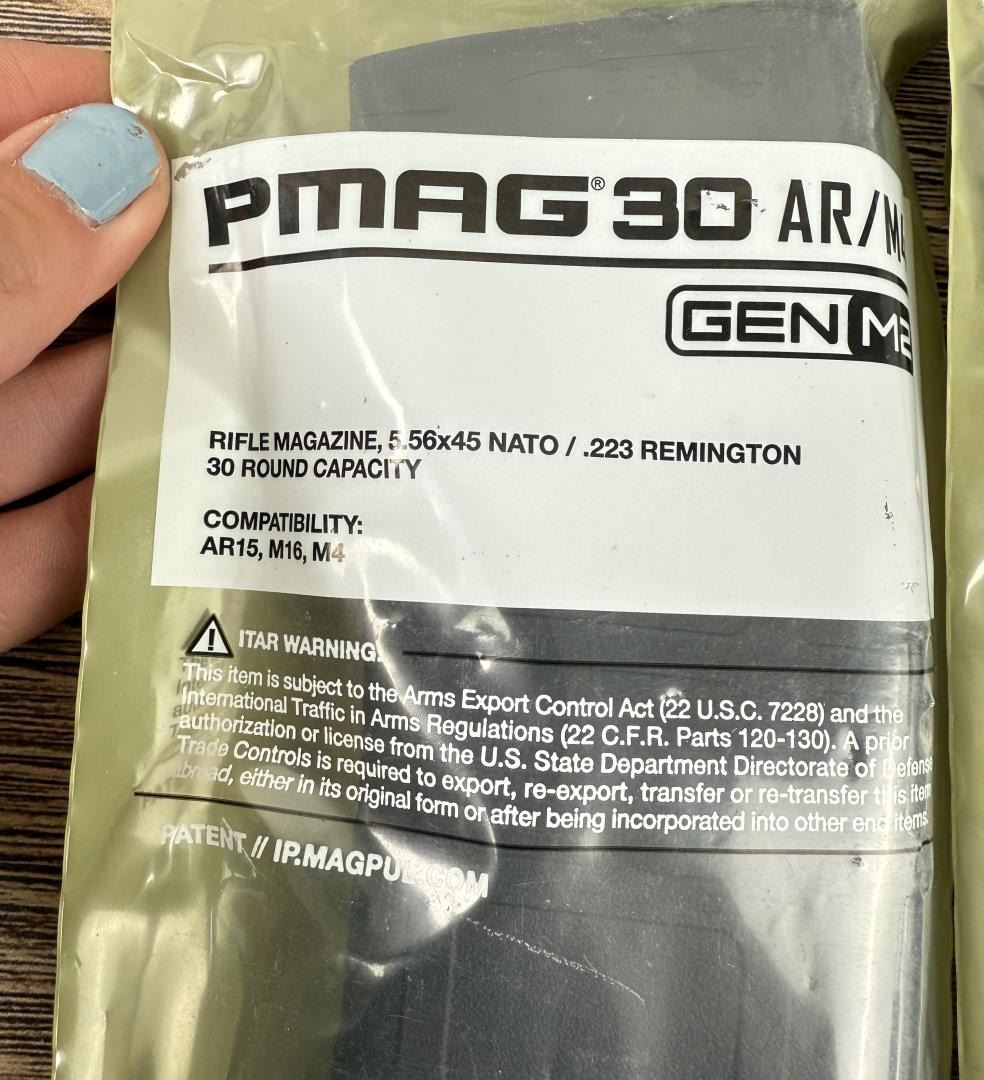 PMAG® 30 AR/M4
GEN M3
RIFLE MAGAZINE, 5.56x45 NATO / .223 REMINGTON
30 ROUND CAPACITY
COMPATIBILITY:
AR15, M16, M4
! ITAR WARNING:
This item is subject to the Arms Export Control Act (22 U.S.C. 7228) and the
International Traffic in Arms Regulations (22 C.F.R. Parts 120-130). A prior
authorization or license from the U.S. State Department Directorate of Defense
Trade Controls is required to export, re-export, transfer or re-transfer this item
abroad, either in its original form or after being incorporated into other end items.
PATENT // IP.MAGPUL.COM